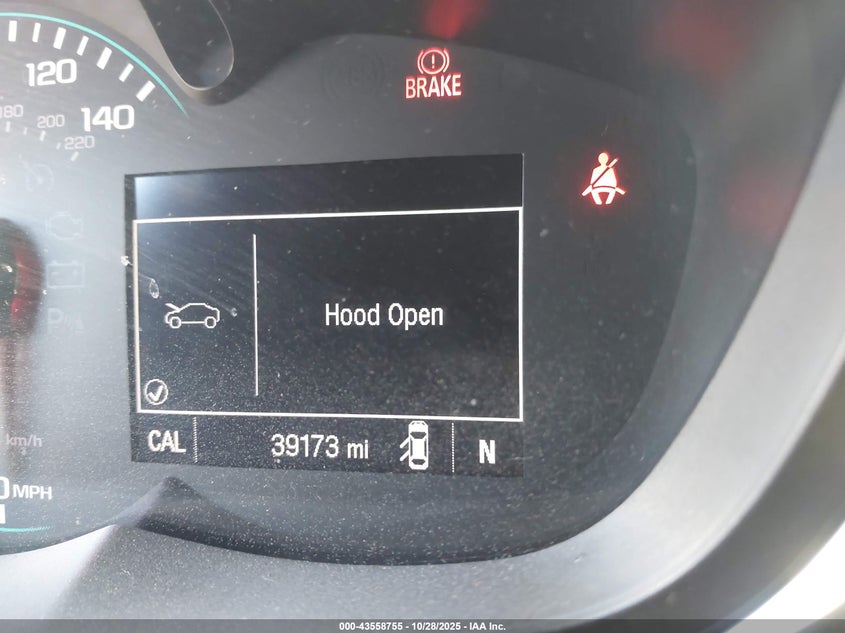 120
140
180
200
220
BRAKE
Hood Open
km/h
CAL
39173 mi
N
0 MPH
000-43558755 - 10/28/2025 - IAA Inc.